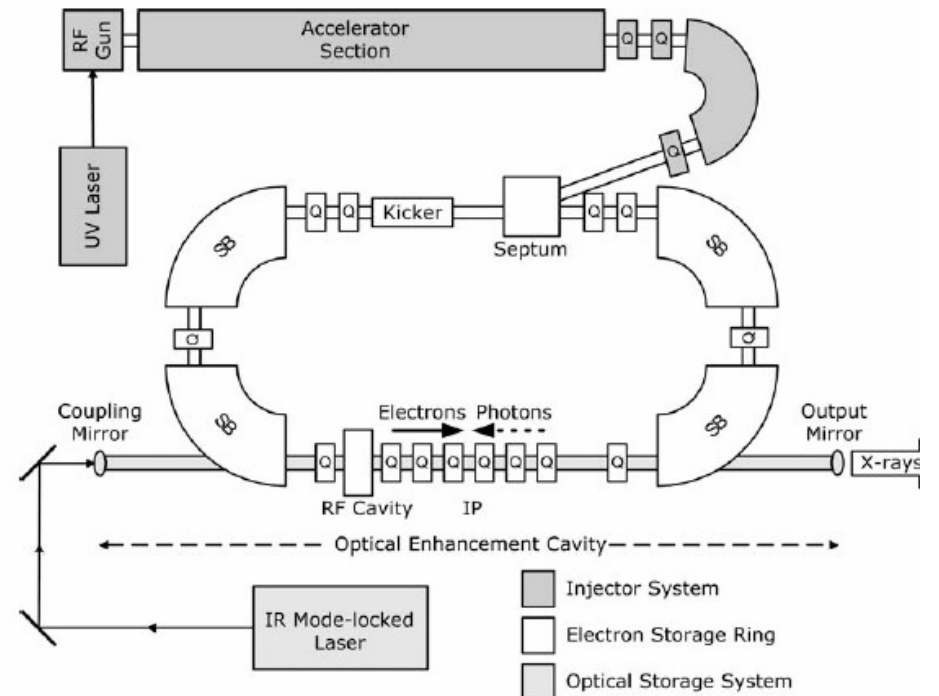 RF
Gun
Accelerator
Section
Q Q
UV Laser
Q
Q Q
Kicker
Septum
Q Q
SB
SB
Q
Q
SB
SB
Coupling
Mirror
Electrons Photons
Output
Mirror
X-rays
Q
Q Q Q Q Q Q
Q
RF Cavity
IP
Optical Enhancement Cavity
IR Mode-locked
Laser
Injector System
Electron Storage Ring
Optical Storage System